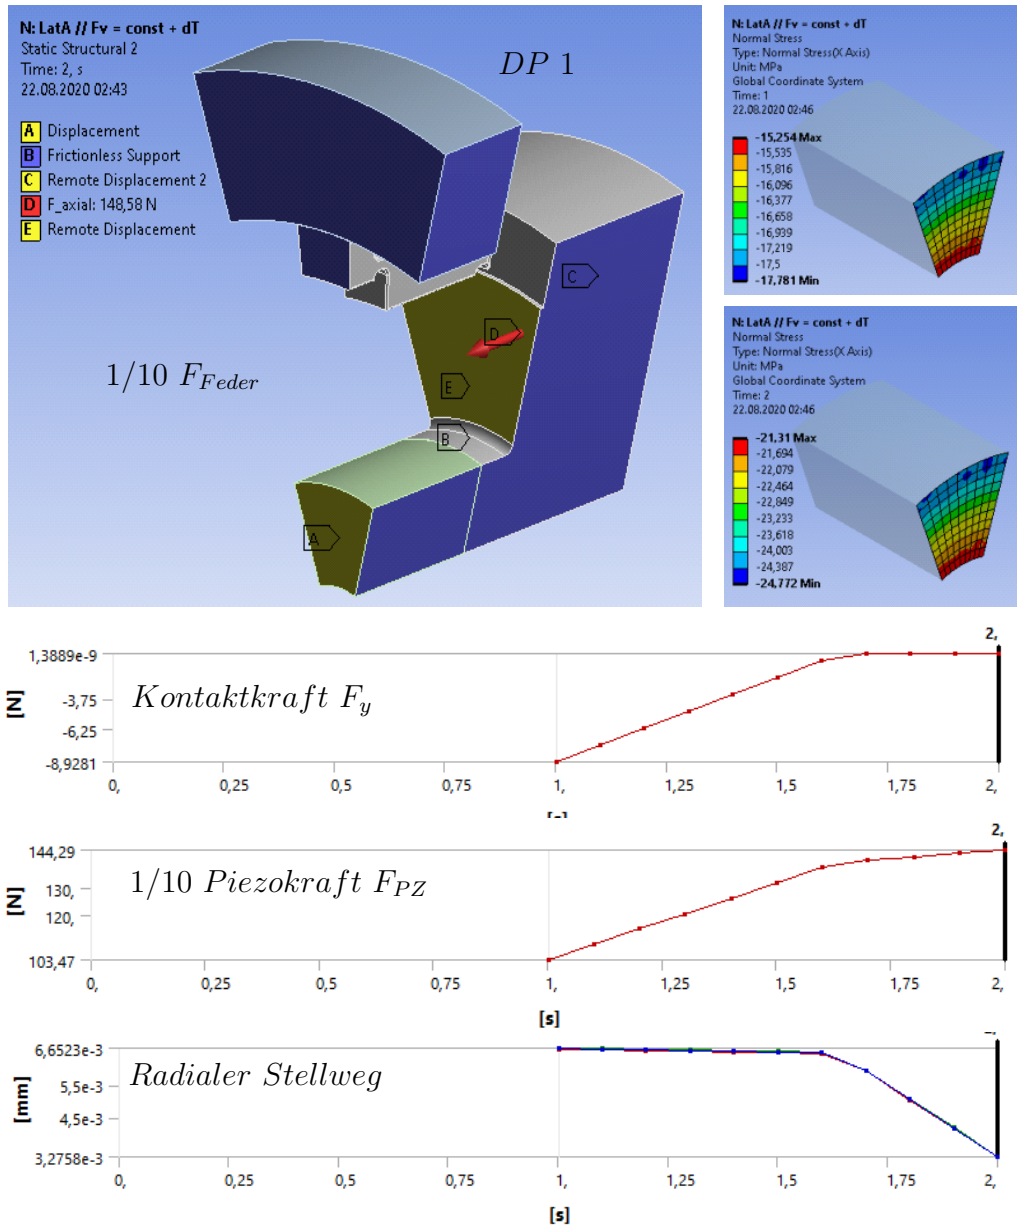 N: LatA // Fv = const + dT
Static Structural 2
Time: 2, s
22.08.2020 02:43
A Displacement
B Frictionless Support
C Remote Displacement 2
D F_axial: 148,58 N
E Remote Displacement
DP 1
1/10 F_Feder
C
D
E
B
A
N: LatA // Fv = const + dT
Normal Stress
Type: Normal Stress(X Axis)
Unit: MPa
Global Coordinate System
Time: 1
22.08.2020 02:46
-15,254 Max
-15,535
-15,816
-16,096
-16,377
-16,658
-16,939
-17,219
-17,5
-17,781 Min
N: LatA // Fv = const + dT
Normal Stress
Type: Normal Stress(X Axis)
Unit: MPa
Global Coordinate System
Time: 2
22.08.2020 02:46
-21,31 Max
-21,694
-22,079
-22,464
-22,849
-23,233
-23,618
-24,003
-24,387
-24,772 Min
2,
1,3889e-9
-3,75
-6,25
-8,9281
[N]
Kontaktkraft F_y
0, 0,25 0,5 0,75 1, 1,25 1,5 1,75 2,
2,
144,29
130,
120,
103,47
[N]
1/10 Piezokraft F_PZ
0, 0,25 0,5 0,75 1, 1,25 1,5 1,75 2,
[s]
6,6523e-3
5,5e-3
4,5e-3
3,2758e-3
[mm]
Radialer Stellweg
0, 0,25 0,5 0,75 1, 1,25 1,5 1,75 2,
[s]